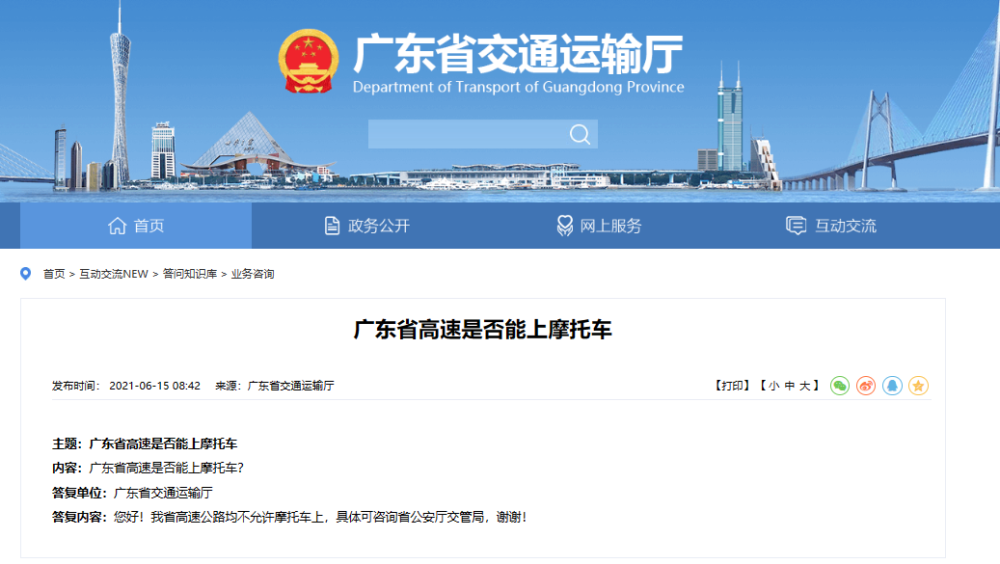 广东省交通运输厅
Department of Transport of Guangdong Province
首页 政务公开 网上服务 互动交流
首页 > 互动交流NEW > 答问知识库 > 业务咨询
广东省高速是否能上摩托车
发布时间： 2021-06-15 08:42 来源：广东省交通运输厅 【打印】【 小 中 大 】
主题：广东省高速是否能上摩托车
内容：广东省高速是否能上摩托车？
答复单位：广东省交通运输厅
答复内容：您好！我省高速公路均不允许摩托车上，具体可咨询省公安厅交管局，谢谢！